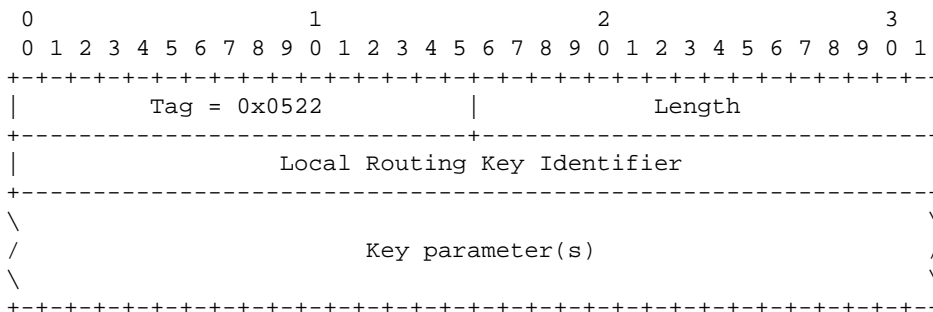 0                   1                   2                   3
 0 1 2 3 4 5 6 7 8 9 0 1 2 3 4 5 6 7 8 9 0 1 2 3 4 5 6 7 8 9 0 1
+-+-+-+-+-+-+-+-+-+-+-+-+-+-+-+-+-+-+-+-+-+-+-+-+-+-+-+-+-+-+-+--
|         Tag = 0x0522          |            Length
+-------------------------------+--------------------------------
|                  Local Routing Key Identifier
+----------------------------------------------------------------
\                                                               \
/                        Key parameter(s)                       /
\                                                               \
+-+-+-+-+-+-+-+-+-+-+-+-+-+-+-+-+-+-+-+-+-+-+-+-+-+-+-+-+-+-+-+--